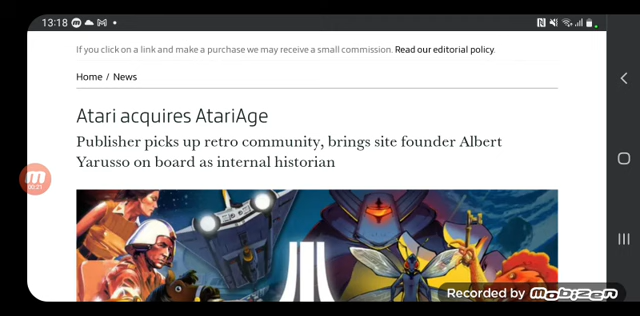 13:18
If you click on a link and make a purchase we may receive a small commission. Read our editorial policy.
Home / News
Atari acquires AtariAge
Publisher picks up retro community, brings site founder Albert
Yarusso on board as internal historian
00:21
Recorded by mobizen